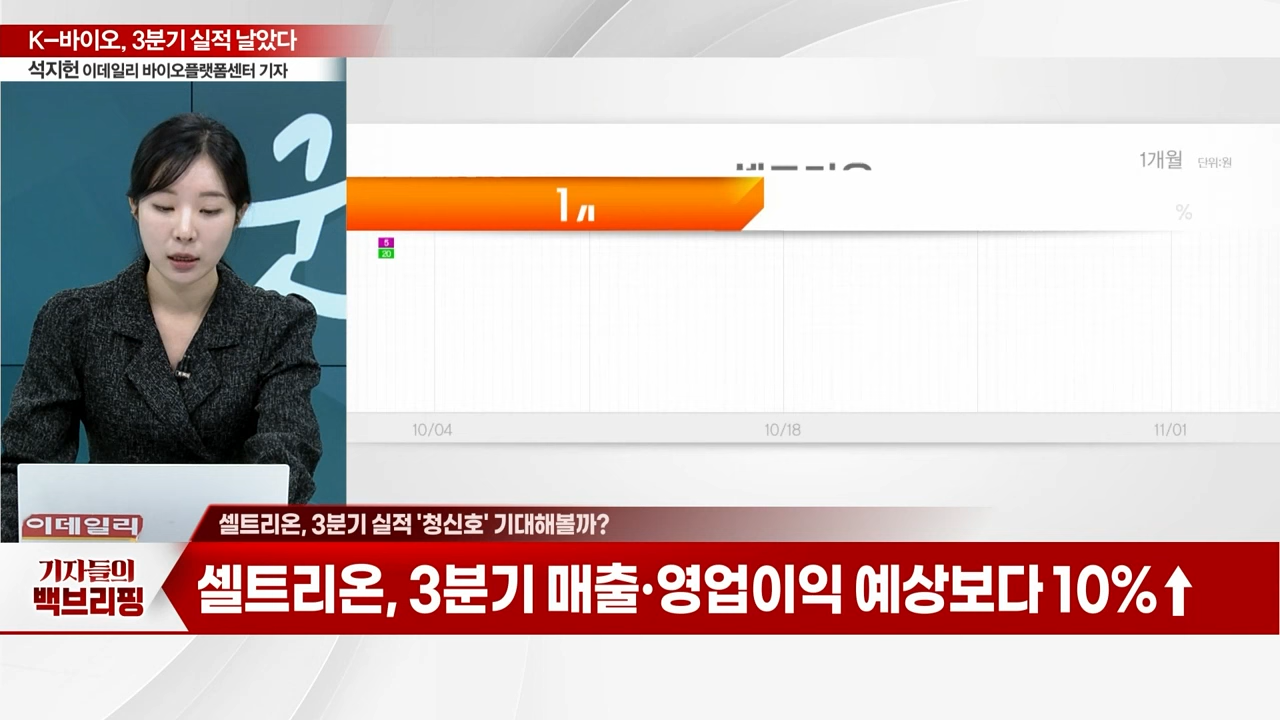 K-바이오, 3분기 실적 날았다
석지헌 이데일리 바이오플랫폼센터 기자
1개월 단위:원
1
%
5
20
10/04
10/18
11/01
이데일리
셀트리온, 3분기 실적 '청신호' 기대해볼까?
기자들의
백브리핑
셀트리온, 3분기 매출·영업이익 예상보다 10%↑